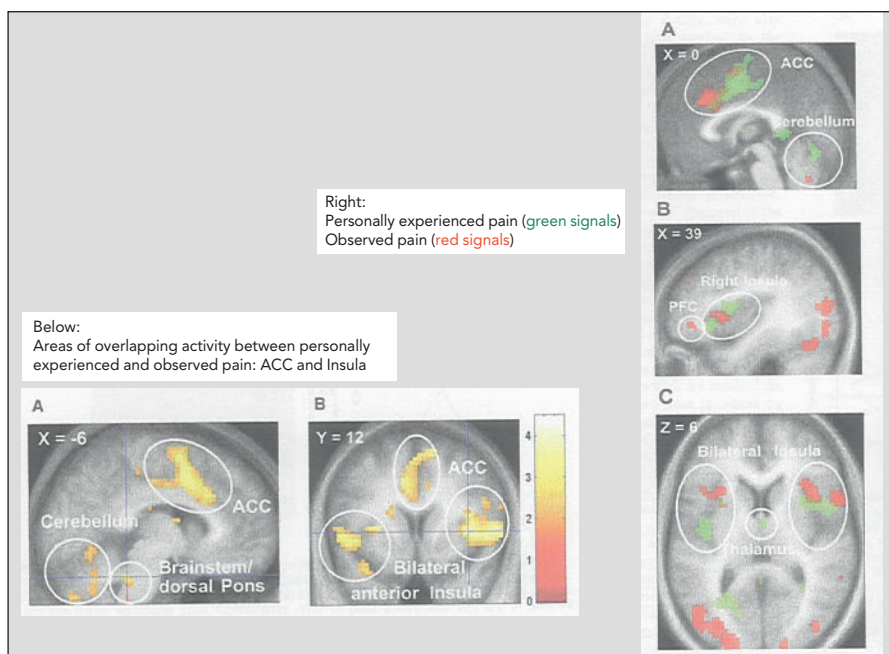 A
X = 0
ACC
Cerebellum
Right:
Personally experienced pain (green signals)
Observed pain (red signals)
B
X = 39
Right Insula
PFC
Below:
Areas of overlapping activity between personally
experienced and observed pain: ACC and Insula
A
X = -6
ACC
Cerebellum
Brainstem/
dorsal Pons
B
Y = 12
ACC
Bilateral
anterior Insula
4
3
2
1
0
C
Z = 6
Bilateral Insula
Thalamus